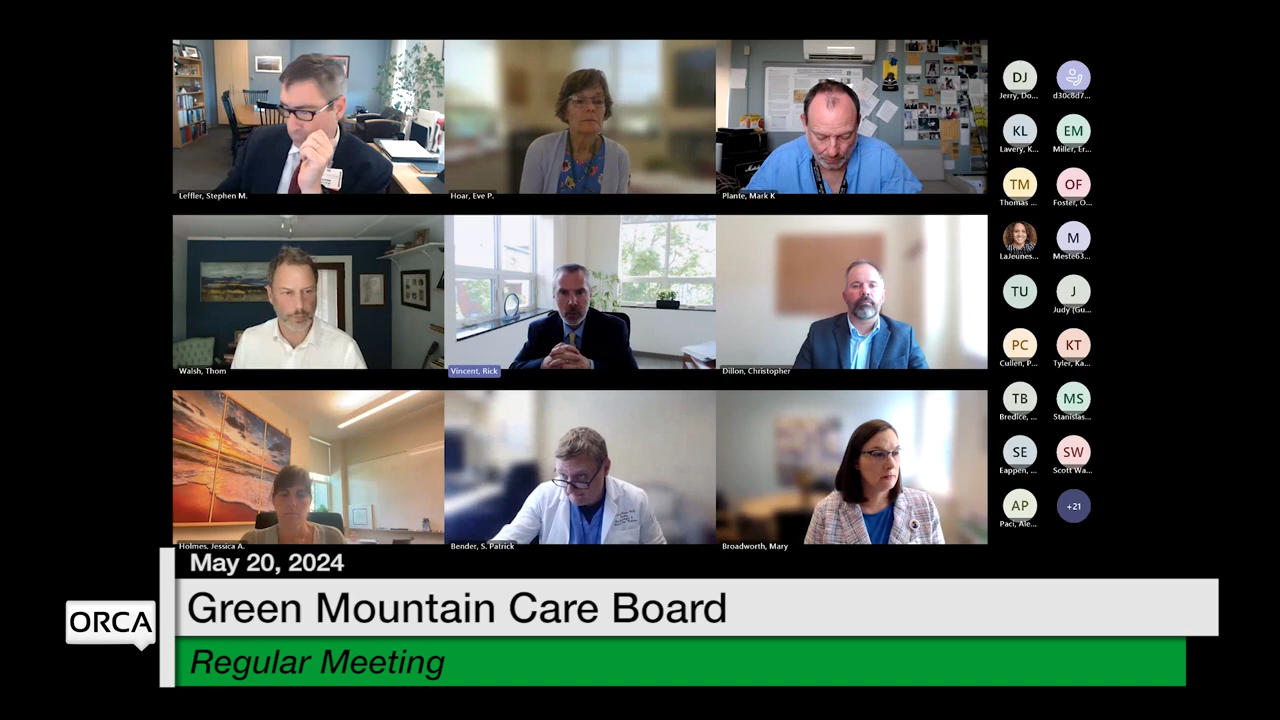 DJ
Jerry, Do...
d30c8d7...
KL
EM
Lavery, K...
Miller, Er...
TM
OF
Thomas ...
Foster, O...
M
LaJeunes...
Meste63...
TU
J
Judy (Gu...
PC
KT
Cullen, P...
Tyler, Ka...
TB
MS
Bredice, ...
Stanislas...
SE
SW
Eappen, ...
Scott Wa...
AP
+21
Paci, Ale...
Leffler, Stephen M.
Hoar, Eve P.
Plante, Mark K
Walsh, Thom
Vincent, Rick
Dillon, Christopher
Holmes, Jessica A.
Bender, S. Patrick
Broadworth, Mary
May 20, 2024
ORCA
Green Mountain Care Board
Regular Meeting